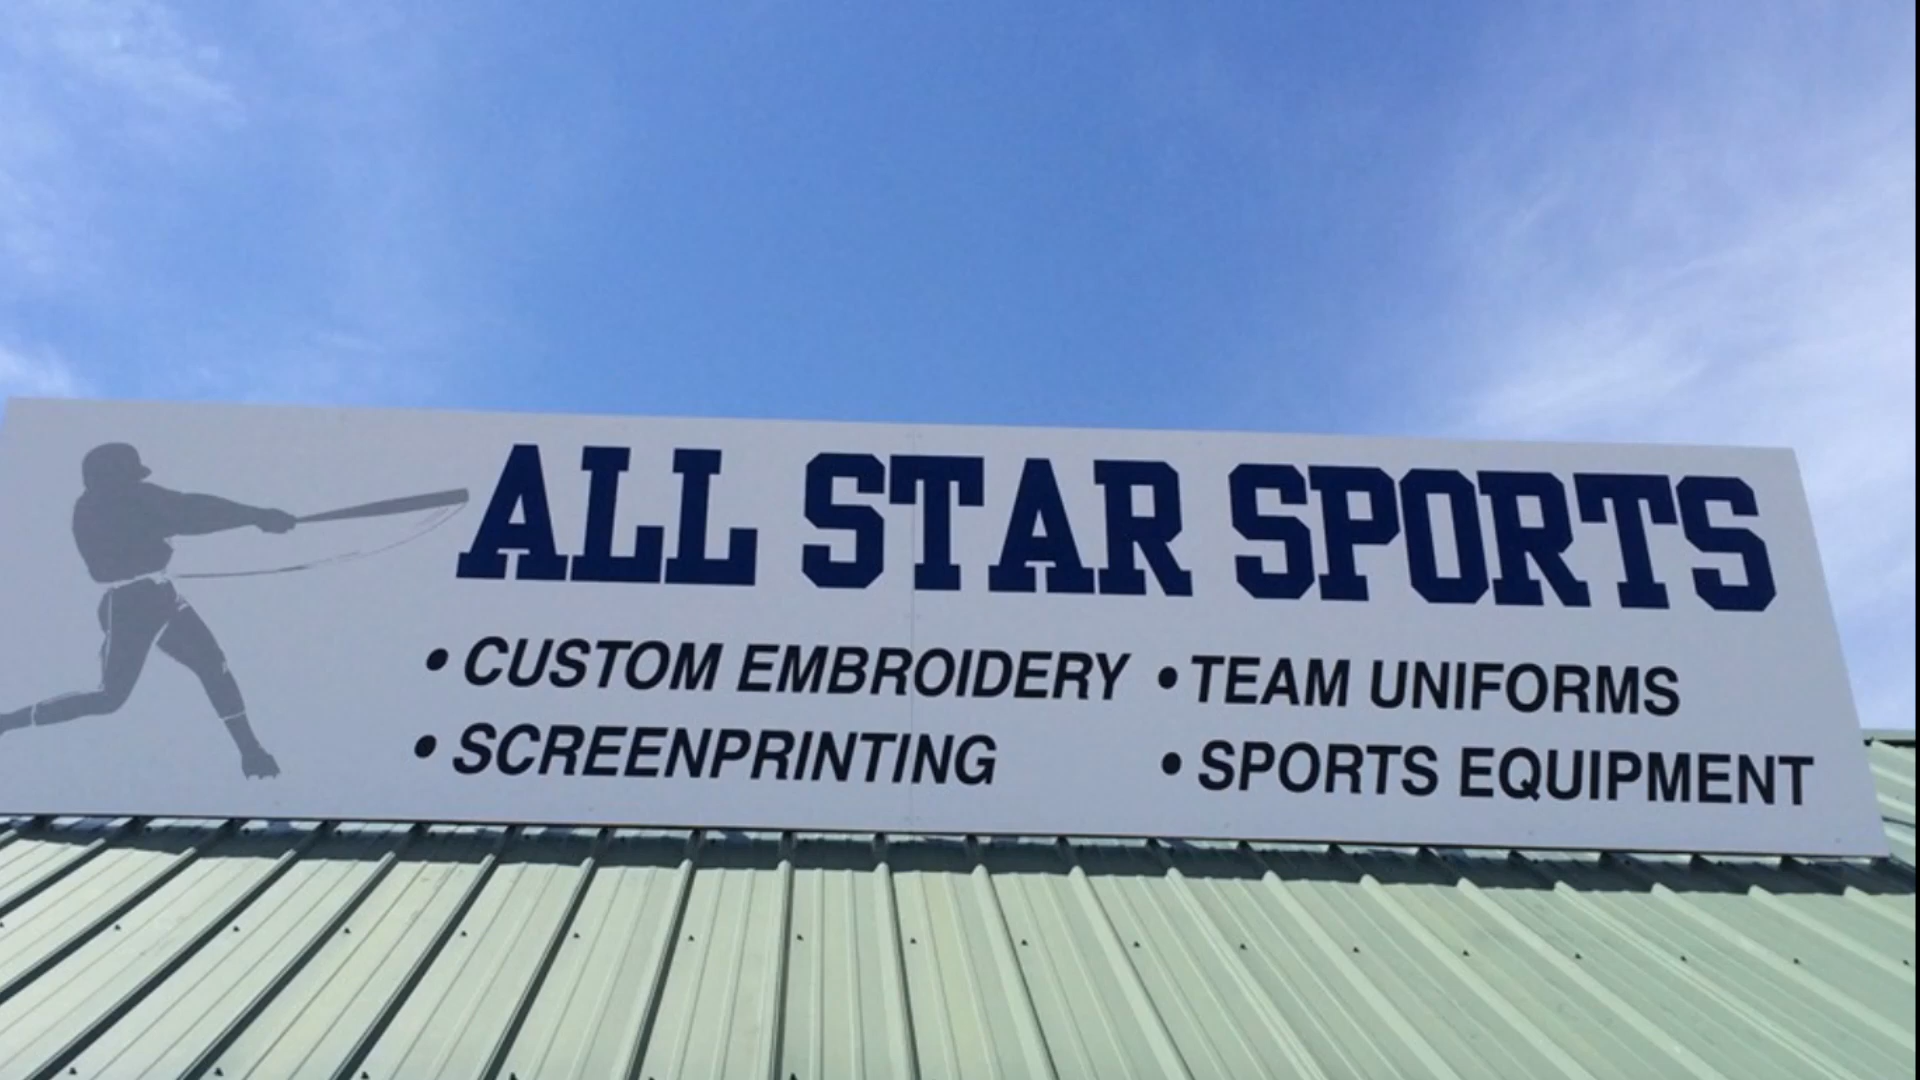 ALL STAR SPORTS
• CUSTOM EMBROIDERY • TEAM UNIFORMS
• SCREENPRINTING • SPORTS EQUIPMENT